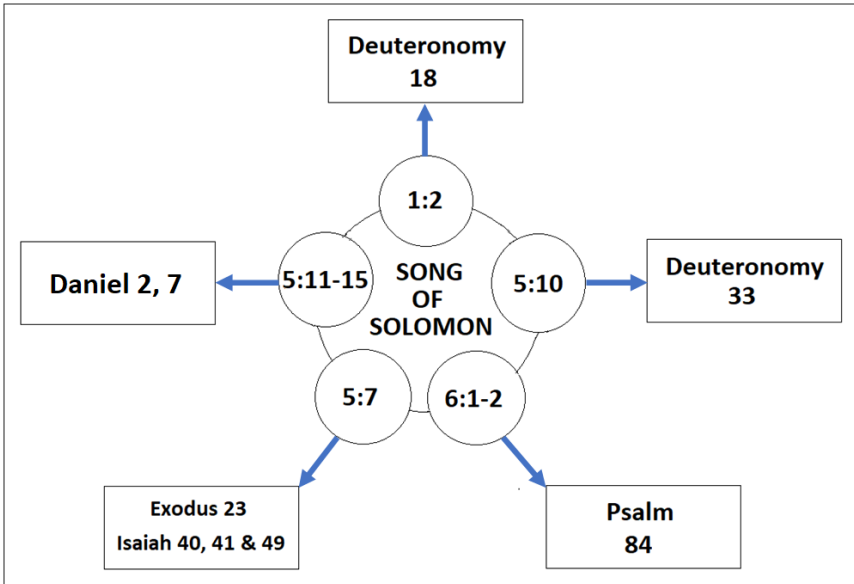 Deuteronomy
18
1:2
Daniel 2, 7
5:11-15
SONG
OF
SOLOMON
5:10
Deuteronomy
33
5:7
6:1-2
Exodus 23
Isaiah 40, 41 & 49
Psalm
84